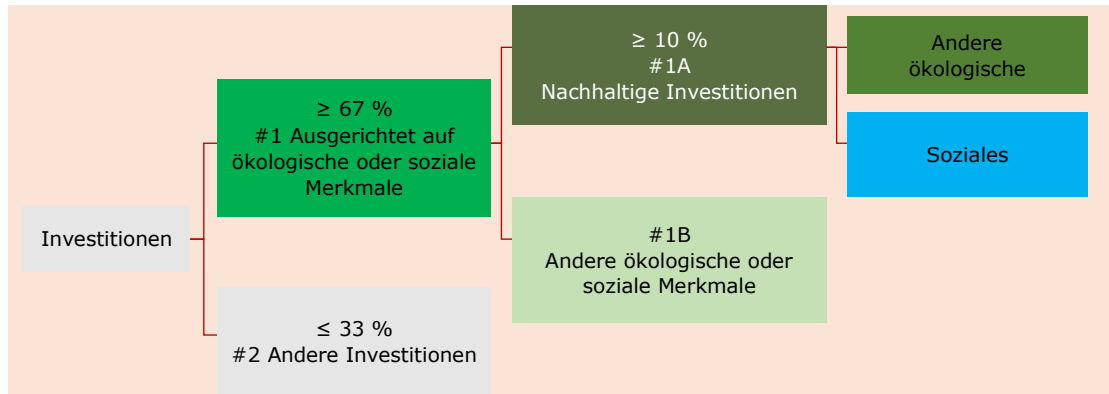 Investitionen
≥ 67 %
#1 Ausgerichtet auf
ökologische oder soziale
Merkmale
≤ 33 %
#2 Andere Investitionen
≥ 10 %
#1A
Nachhaltige Investitionen
#1B
Andere ökologische oder
soziale Merkmale
Andere
ökologische
Soziales